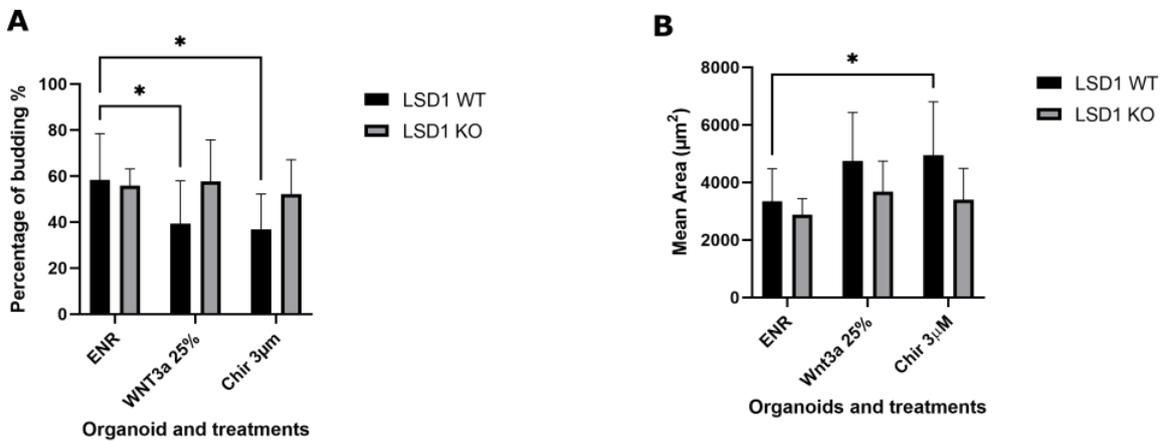 A
Percentage of budding %
100
80
60
40
20
0
*
*
ENR
WNT3a 25%
Chir 3µm
Organoid and treatments
LSD1 WT
LSD1 KO
B
Mean Area (µm²)
8000
6000
4000
2000
0
*
ENR
Wnt3a 25%
Chir 3µM
Organoids and treatments
LSD1 WT
LSD1 KO